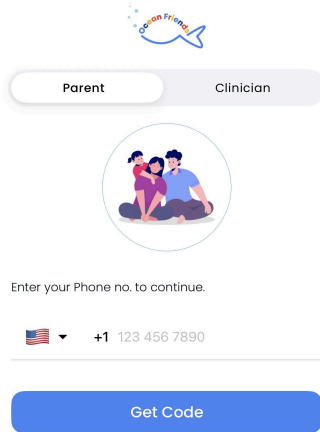 Ocean Friends
Parent
Clinician
Enter your Phone no. to continue.
+1 123 456 7890
Get Code